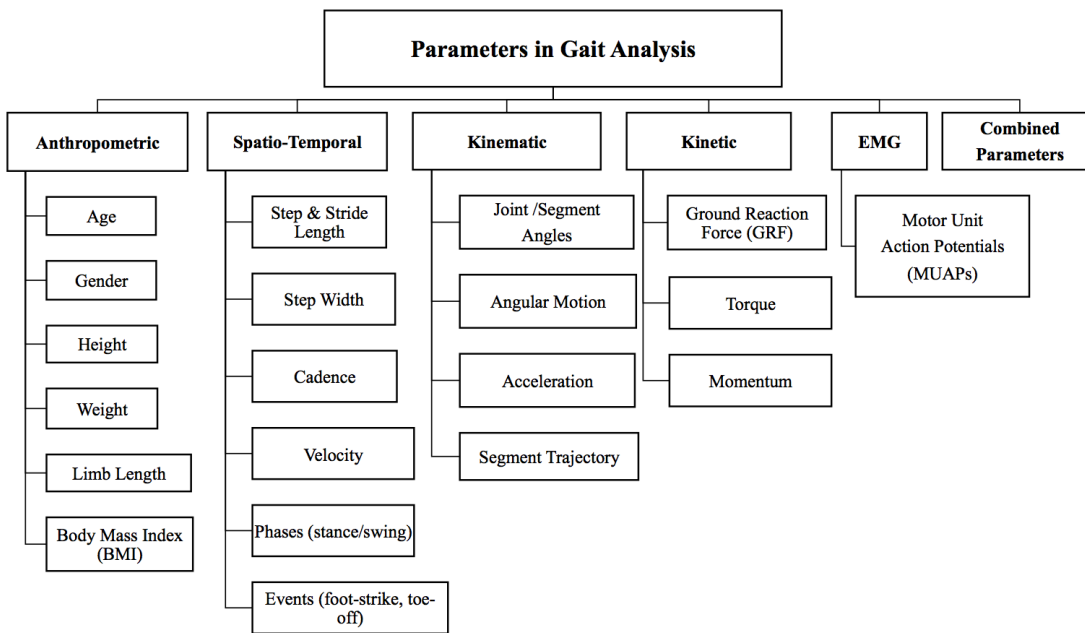 Parameters in Gait Analysis
Anthropometric
Age
Gender
Height
Weight
Limb Length
Body Mass Index
(BMI)
Spatio-Temporal
Step & Stride
Length
Step Width
Cadence
Velocity
Phases (stance/swing)
Events (foot-strike, toe-
off)
Kinematic
Joint /Segment
Angles
Angular Motion
Acceleration
Segment Trajectory
Kinetic
Ground Reaction
Force (GRF)
Torque
Momentum
EMG
Motor Unit
Action Potentials
(MUAPs)
Combined
Parameters